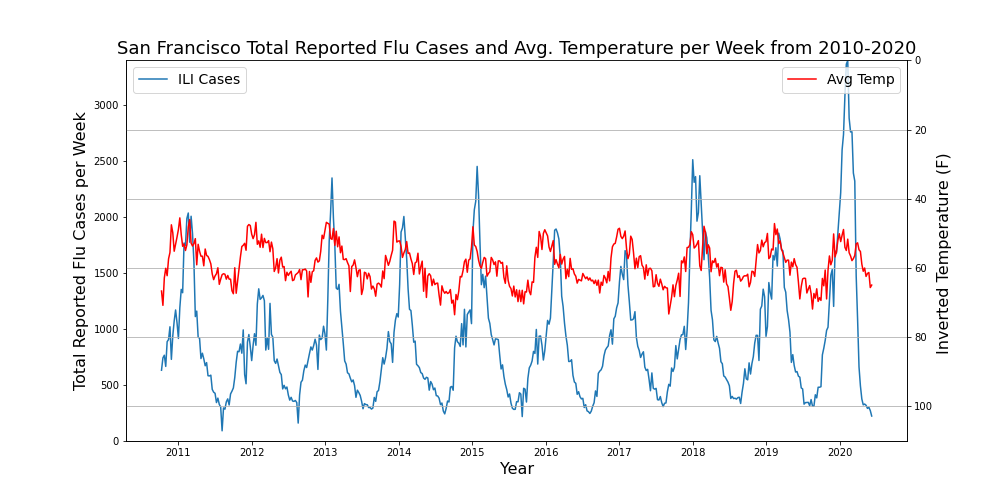 San Francisco Total Reported Flu Cases and Avg. Temperature per Week from 2010-2020
ILI Cases
Avg Temp
Total Reported Flu Cases per Week
3000
2500
2000
1500
1000
500
0
0
20
40
60
80
100
Inverted Temperature (F)
2011 2012 2013 2014 2015 2016 2017 2018 2019 2020
Year